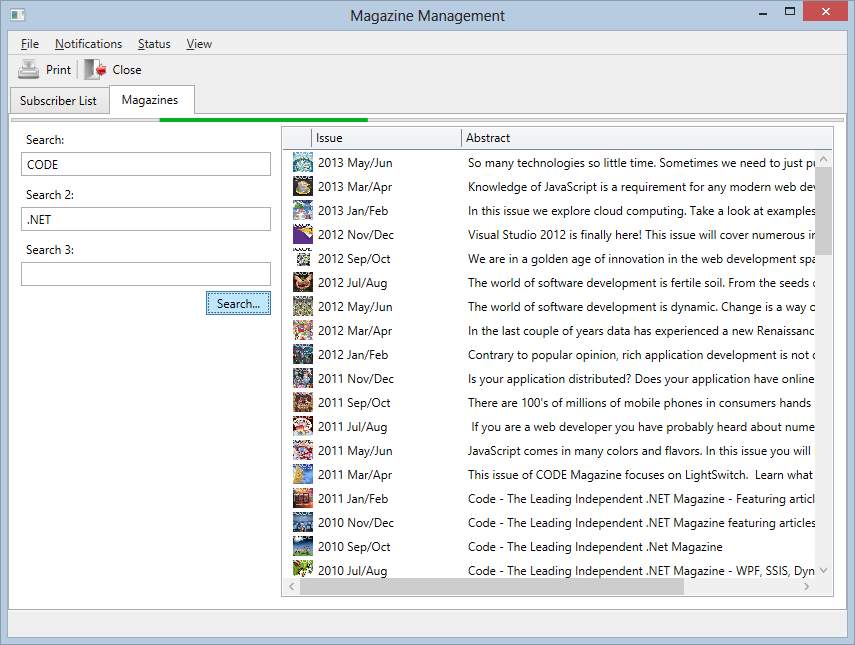 Magazine Management
File Notifications Status View
Print Close
Subscriber List Magazines
Search:
CODE
Search 2:
.NET
Search 3:
Search...
Issue Abstract
2013 May/Jun So many technologies so little time. Sometimes we need to just
2013 Mar/Apr Knowledge of JavaScript is a requirement for any modern web
2013 Jan/Feb In this issue we explore cloud computing. Take a look at examples
2012 Nov/Dec Visual Studio 2012 is finally here! This issue will cover numerous
2012 Sep/Oct We are in a golden age of innovation in the web development
2012 Jul/Aug The world of software development is fertile soil. From the seeds
2012 May/Jun The world of software development is dynamic. Change is a way
2012 Mar/Apr In the last couple of years data has experienced a new Renaissanc
2012 Jan/Feb Contrary to popular opinion, rich application development is not
2011 Nov/Dec Is your application distributed? Does your application have online
2011 Sep/Oct There are 100's of millions of mobile phones in consumers hands
2011 Jul/Aug If you are a web developer you have probably heard about nume
2011 May/Jun JavaScript comes in many colors and flavors. In this issue you will
2011 Mar/Apr This issue of CODE Magazine focuses on LightSwitch. Learn what
2011 Jan/Feb Code - The Leading Independent .NET Magazine - Featuring articl
2010 Nov/Dec Code - The Leading Independent .NET Magazine featuring articles
2010 Sep/Oct Code - The Leading Independent .Net Magazine
2010 Jul/Aug Code - The Leading Independent .NET Magazine - WPF, SSIS, Dyn